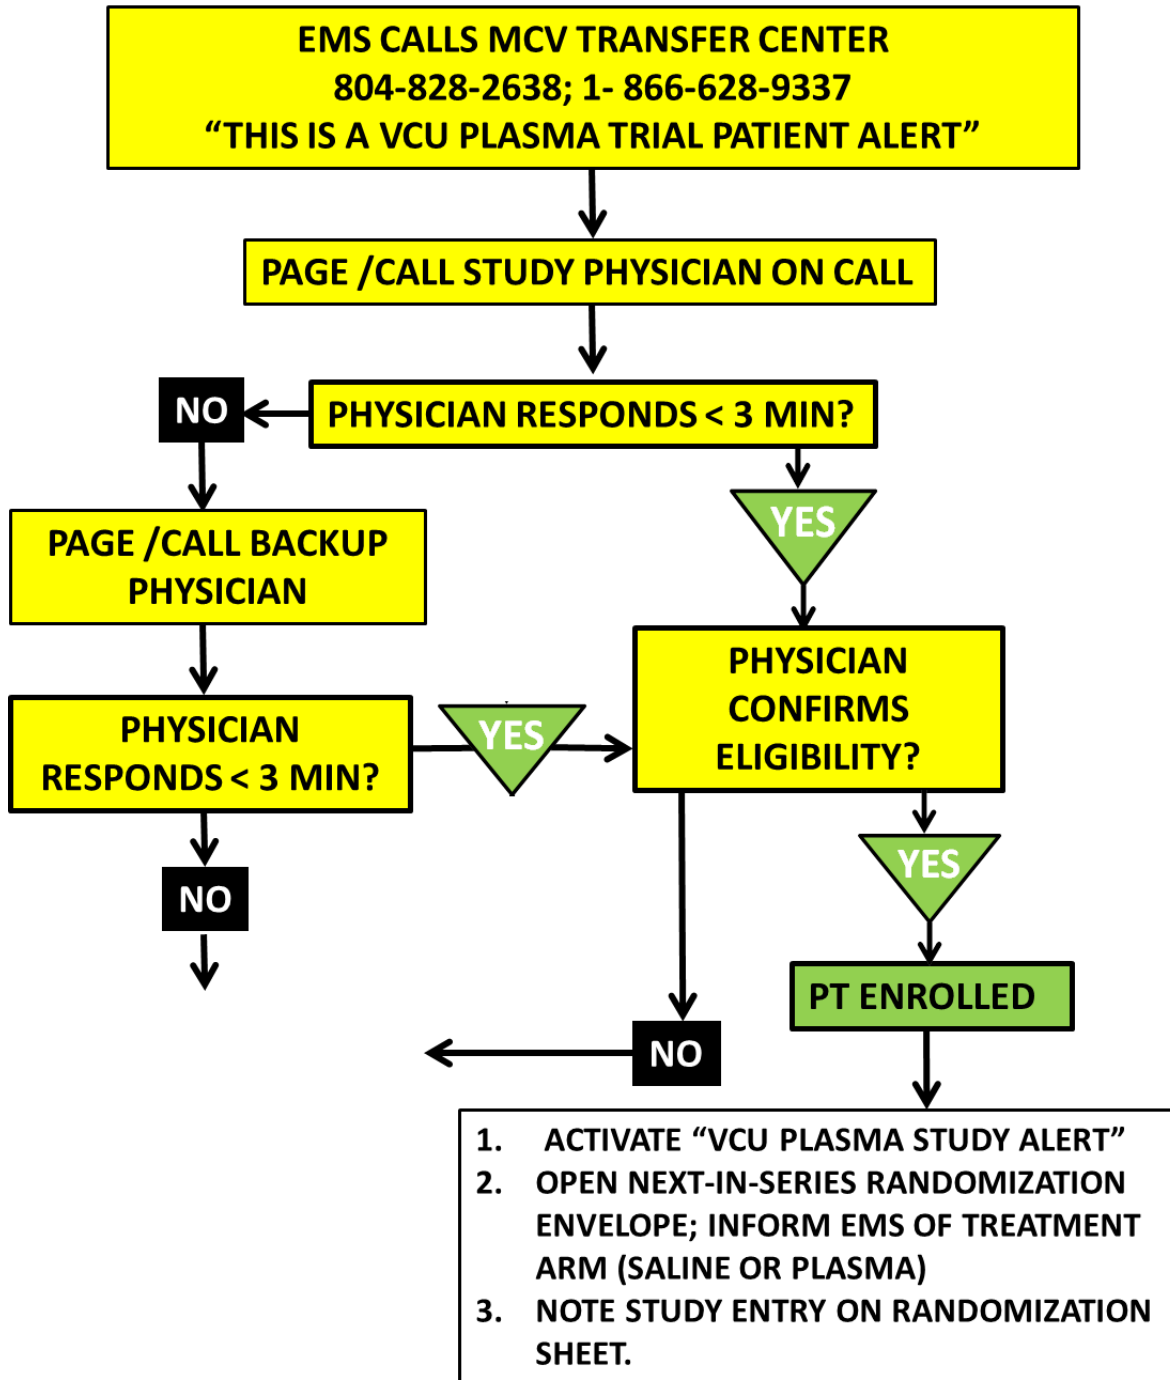 EMS CALLS MCV TRANSFER CENTER
804-828-2638; 1- 866-628-9337
“THIS IS A VCU PLASMA TRIAL PATIENT ALERT”
PAGE /CALL STUDY PHYSICIAN ON CALL
PHYSICIAN RESPONDS < 3 MIN?
NO
YES
PAGE /CALL BACKUP
PHYSICIAN
PHYSICIAN
RESPONDS < 3 MIN?
YES
NO
PHYSICIAN
CONFIRMS
ELIGIBILITY?
YES
NO
PT ENROLLED
1. ACTIVATE “VCU PLASMA STUDY ALERT”
2. OPEN NEXT-IN-SERIES RANDOMIZATION
ENVELOPE; INFORM EMS OF TREATMENT
ARM (SALINE OR PLASMA)
3. NOTE STUDY ENTRY ON RANDOMIZATION
SHEET.